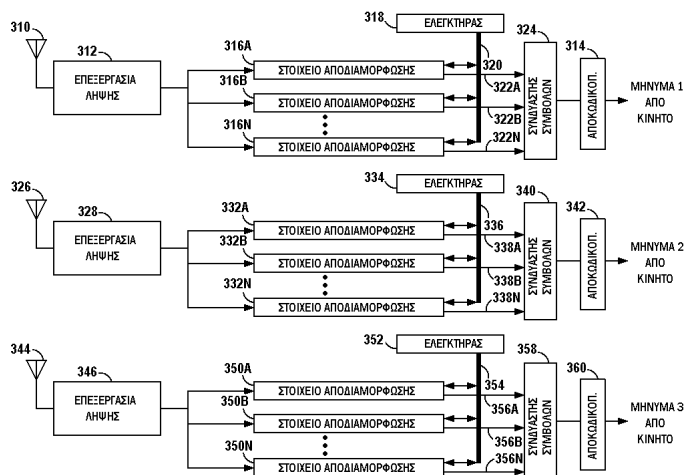 310
312
ΕΠΕΞΕΡΓΑΣΙΑ
ΛΗΨΗΣ
316A
ΣΤΟΙΧΕΙΟ ΑΠΟΔΙΑΜΟΡΦΩΣΗΣ
316B
ΣΤΟΙΧΕΙΟ ΑΠΟΔΙΑΜΟΡΦΩΣΗΣ
316N
ΣΤΟΙΧΕΙΟ ΑΠΟΔΙΑΜΟΡΦΩΣΗΣ
318
ΕΛΕΓΚΤΗΡΑΣ
320
322A
322B
322N
324
ΣΥΝΔΥΑΣΤΗΣ
ΣΥΜΒΟΛΩΝ
314
ΑΠΟΚΩΔΙΚΟΠ.
ΜΗΝΥΜΑ 1
ΑΠΟ
ΚΙΝΗΤΟ
326
328
ΕΠΕΞΕΡΓΑΣΙΑ
ΛΗΨΗΣ
332A
ΣΤΟΙΧΕΙΟ ΑΠΟΔΙΑΜΟΡΦΩΣΗΣ
332B
ΣΤΟΙΧΕΙΟ ΑΠΟΔΙΑΜΟΡΦΩΣΗΣ
332N
ΣΤΟΙΧΕΙΟ ΑΠΟΔΙΑΜΟΡΦΩΣΗΣ
334
ΕΛΕΓΚΤΗΡΑΣ
336
338A
338B
338N
340
ΣΥΝΔΥΑΣΤΗΣ
ΣΥΜΒΟΛΩΝ
342
ΑΠΟΚΩΔΙΚΟΠ.
ΜΗΝΥΜΑ 2
ΑΠΟ
ΚΙΝΗΤΟ
344
346
ΕΠΕΞΕΡΓΑΣΙΑ
ΛΗΨΗΣ
350A
ΣΤΟΙΧΕΙΟ ΑΠΟΔΙΑΜΟΡΦΩΣΗΣ
350B
ΣΤΟΙΧΕΙΟ ΑΠΟΔΙΑΜΟΡΦΩΣΗΣ
350N
ΣΤΟΙΧΕΙΟ ΑΠΟΔΙΑΜΟΡΦΩΣΗΣ
352
ΕΛΕΓΚΤΗΡΑΣ
354
356A
356B
356N
358
ΣΥΝΔΥΑΣΤΗΣ
ΣΥΜΒΟΛΩΝ
360
ΑΠΟΚΩΔΙΚΟΠ.
ΜΗΝΥΜΑ 3
ΑΠΟ
ΚΙΝΗΤΟ